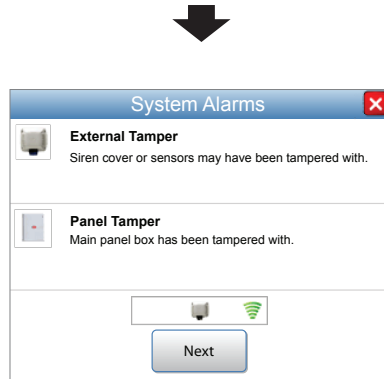 System Alarms
External Tamper
Siren cover or sensors may have been tampered with.
Panel Tamper
Main panel box has been tampered with.
Next